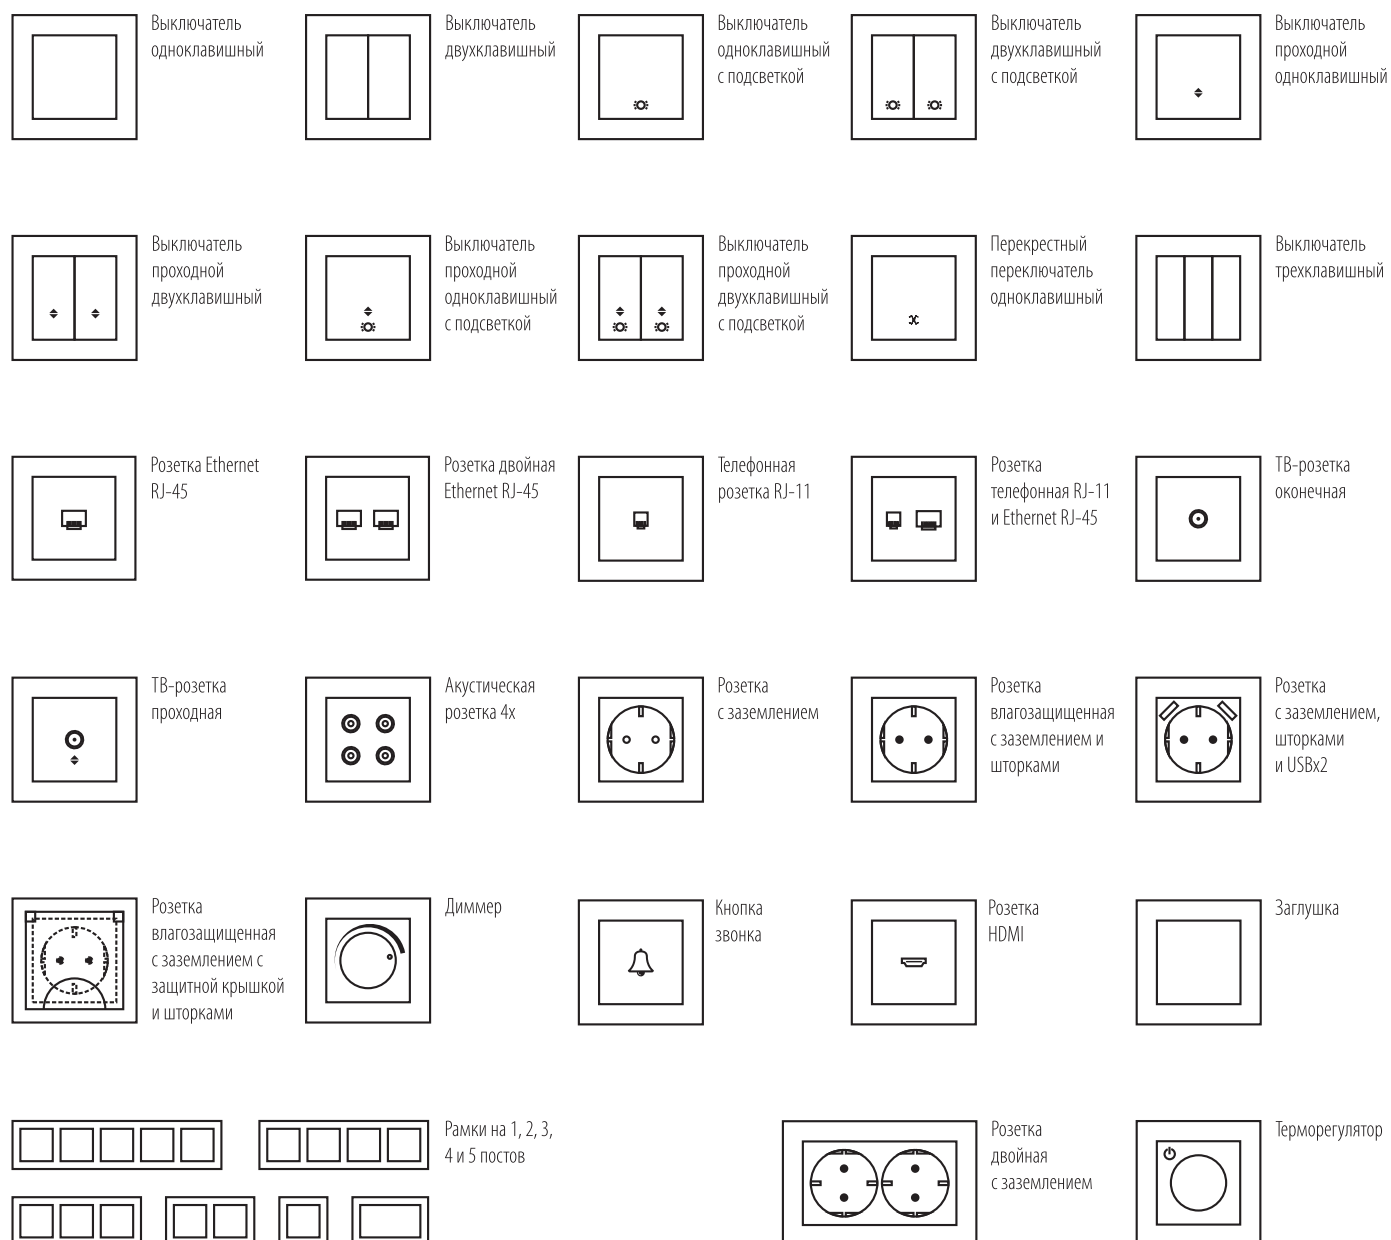 Выключатель
одноклавишный
Выключатель
двухклавишный
Выключатель
одноклавишный
с подсветкой
Выключатель
двухклавишный
с подсветкой
Выключатель
проходной
одноклавишный
Выключатель
проходной
двухклавишный
Выключатель
проходной
одноклавишный
с подсветкой
Выключатель
проходной
двухклавишный
с подсветкой
Перекрестный
переключатель
одноклавишный
Выключатель
трехклавишный
Розетка Ethernet
RJ-45
Розетка двойная
Ethernet RJ-45
Телефонная
розетка RJ-11
Розетка
телефонная RJ-11
и Ethernet RJ-45
ТВ-розетка
оконечная
ТВ-розетка
проходная
Акустическая
розетка 4x
Розетка
с заземлением
Розетка
влагозащищенная
с заземлением и
шторками
Розетка
с заземлением,
шторками
и USBx2
Розетка
влагозащищенная
с заземлением с
защитной крышкой
и шторками
Диммер
Кнопка
звонка
Розетка
HDMI
Заглушка
Рамки на 1, 2, 3,
4 и 5 постов
Розетка
двойная
с заземлением
Терморегулятор